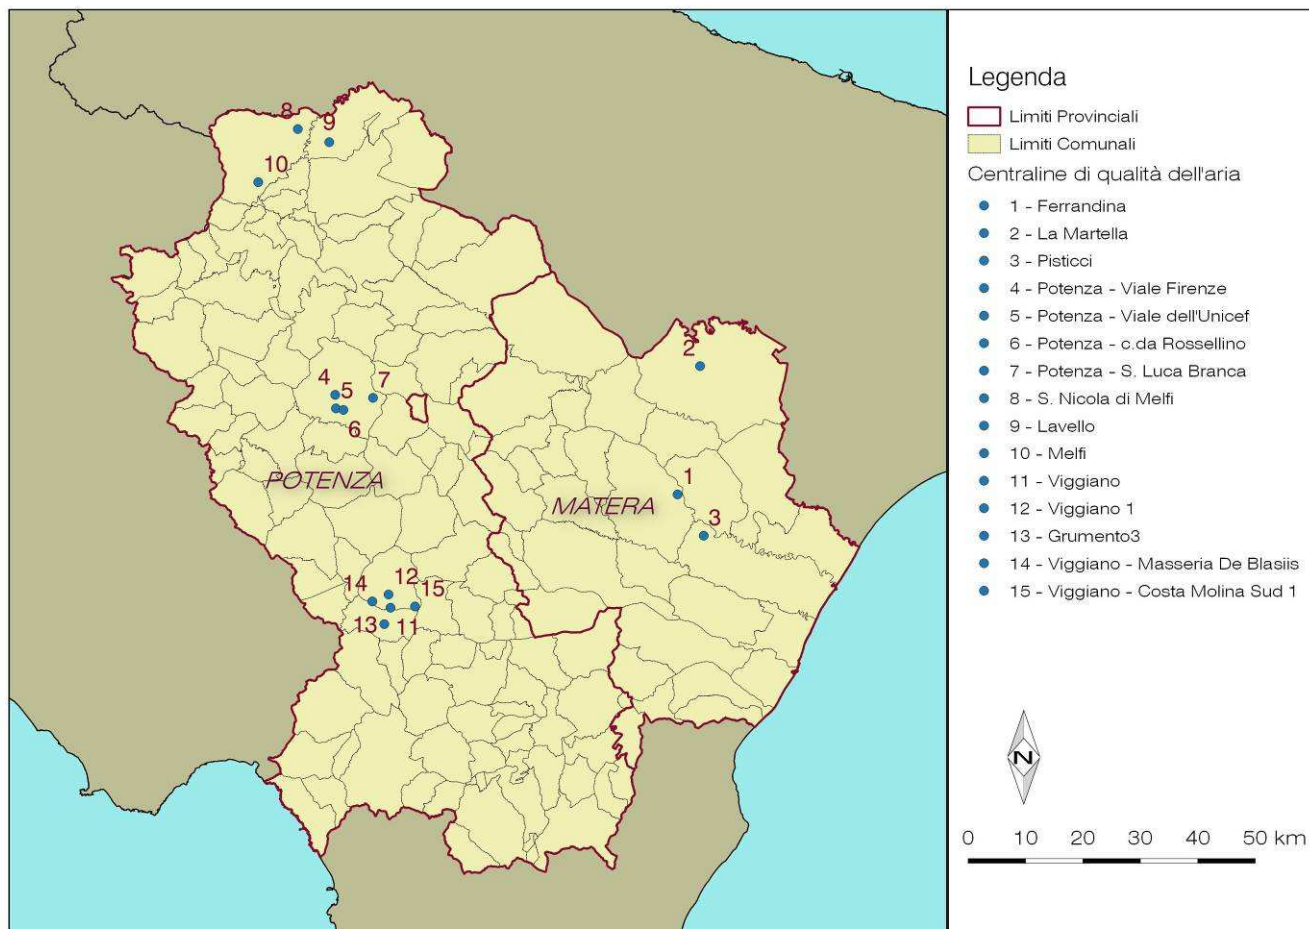 8
9
10
2
4
5
7
6
POTENZA
1
MATERA
3
14
12
15
13
11
Legenda
Limiti Provinciali
Limiti Comunali
Centraline di qualità dell'aria
1 - Ferrandina
2 - La Martella
3 - Pisticci
4 - Potenza - Viale Firenze
5 - Potenza - Viale dell'Unicef
6 - Potenza - c.da Rossellino
7 - Potenza - S. Luca Branca
8 - S. Nicola di Melfi
9 - Lavello
10 - Melfi
11 - Viggiano
12 - Viggiano 1
13 - Grumento3
14 - Viggiano - Masseria De Blasiis
15 - Viggiano - Costa Molina Sud 1
N
0 10 20 30 40 50 km